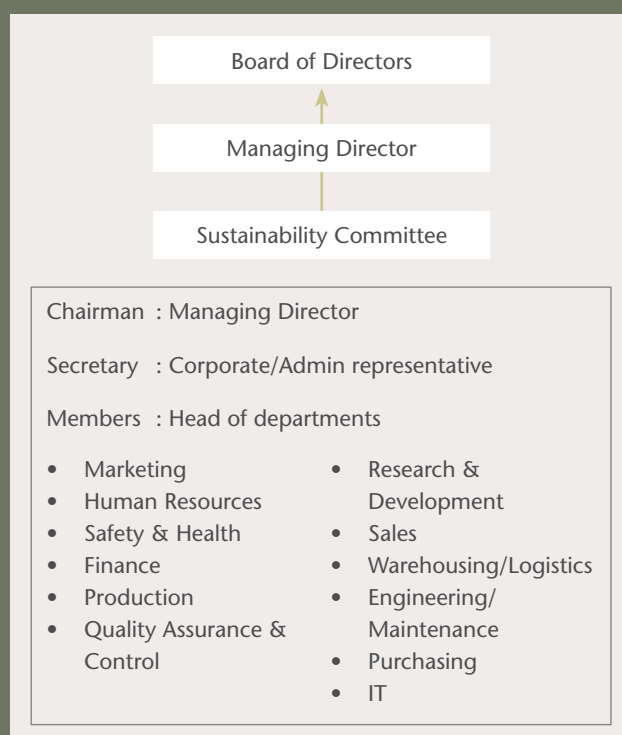 Board of Directors
Managing Director
Sustainability Committee
Chairman : Managing Director
Secretary : Corporate/Admin representative
Members : Head of departments
• Marketing
• Human Resources
• Safety & Health
• Finance
• Production
• Quality Assurance &
Control
• Research &
Development
• Sales
• Warehousing/Logistics
• Engineering/
Maintenance
• Purchasing
• IT